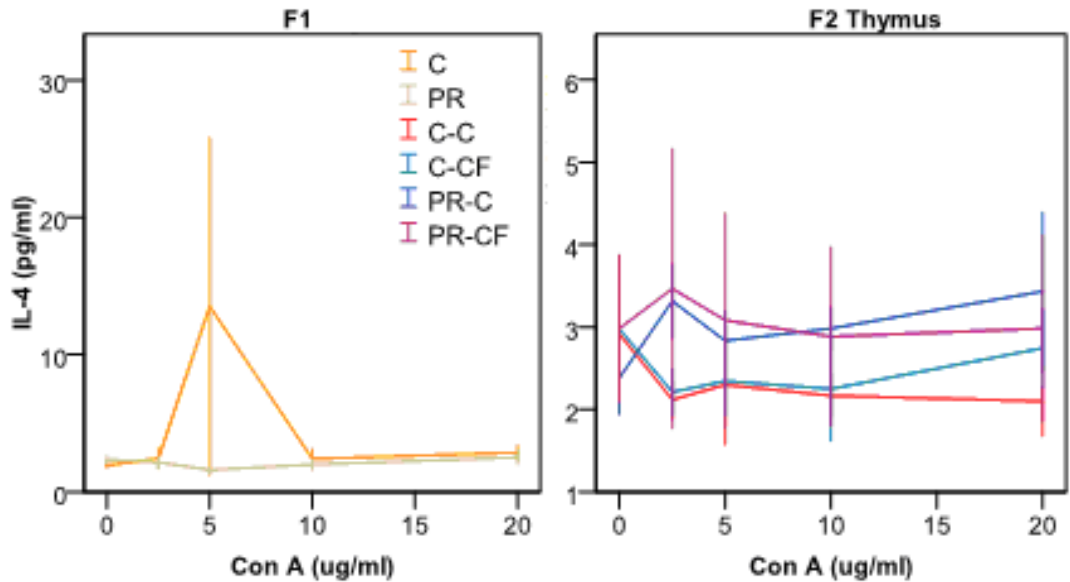 F1
F2 Thymus
IL-4 (pg/ml)
30
20
10
0
C
PR
C-C
C-CF
PR-C
PR-CF
0 5 10 15 20
Con A (ug/ml)
6
5
4
3
2
1
0 5 10 15 20
Con A (ug/ml)